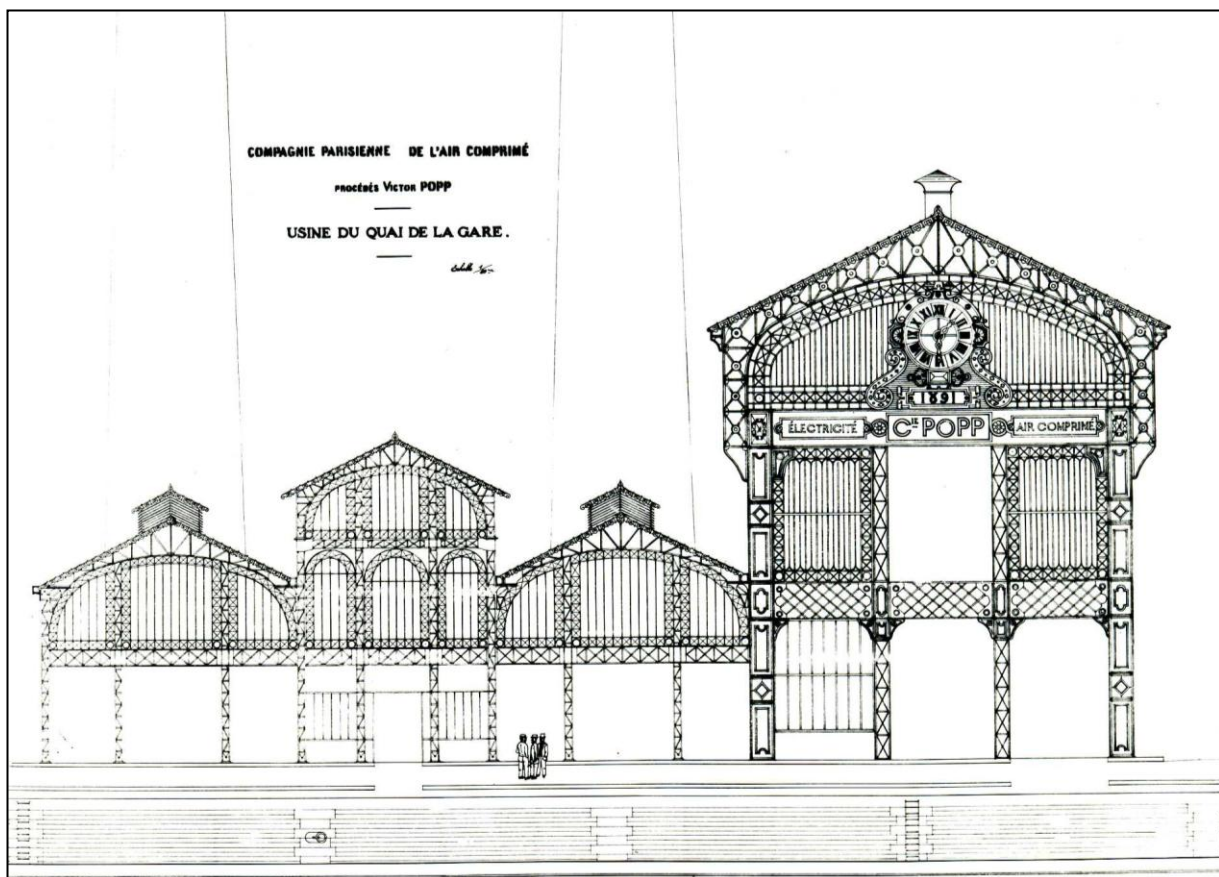 COMPAGNIE PARISIENNE DE L'AIR COMPRIMÉ
PROCÉDÉS VICTOR POPP
USINE DU QUAI DE LA GARE.
1891
ÉLECTRICITÉ CIE POPP AIR COMPRIMÉ